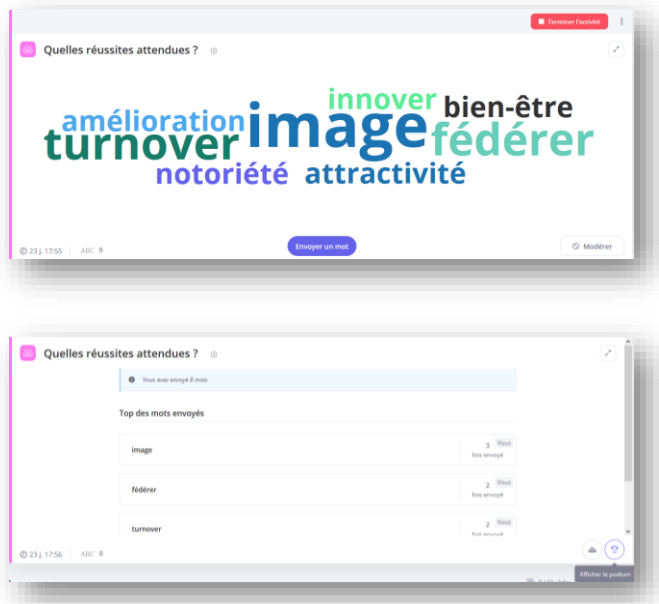 Terminer l'activité
Quelles réussites attendues ?
innover
bien-être
amélioration
image
turnover
fédérer
notoriété
attractivité
23 j, 17:55
ABC 8
Envoyer un mot
Modérer
Quelles réussites attendues ?
Vous avez envoyé 8 mots
Top des mots envoyés
image
3 Vous
fois envoyé
fédérer
2 Vous
fois envoyé
turnover
2 Vous
fois envoyé
23 j, 17:56
ABC 8
Afficher le podium